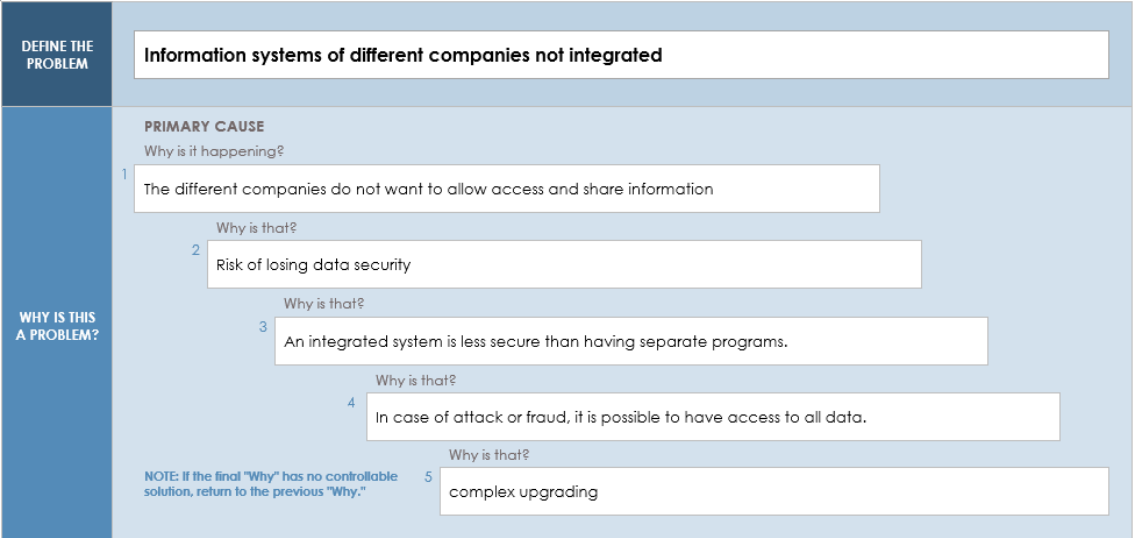 DEFINE THE
PROBLEM
Information systems of different companies not integrated
WHY IS THIS
A PROBLEM?
PRIMARY CAUSE
Why is it happening?
1
The different companies do not want to allow access and share information
Why is that?
2
Risk of losing data security
Why is that?
3
An integrated system is less secure than having separate programs.
Why is that?
4
In case of attack or fraud, it is possible to have access to all data.
Why is that?
5
complex upgrading
NOTE: If the final "Why" has no controllable
solution, return to the previous "Why."